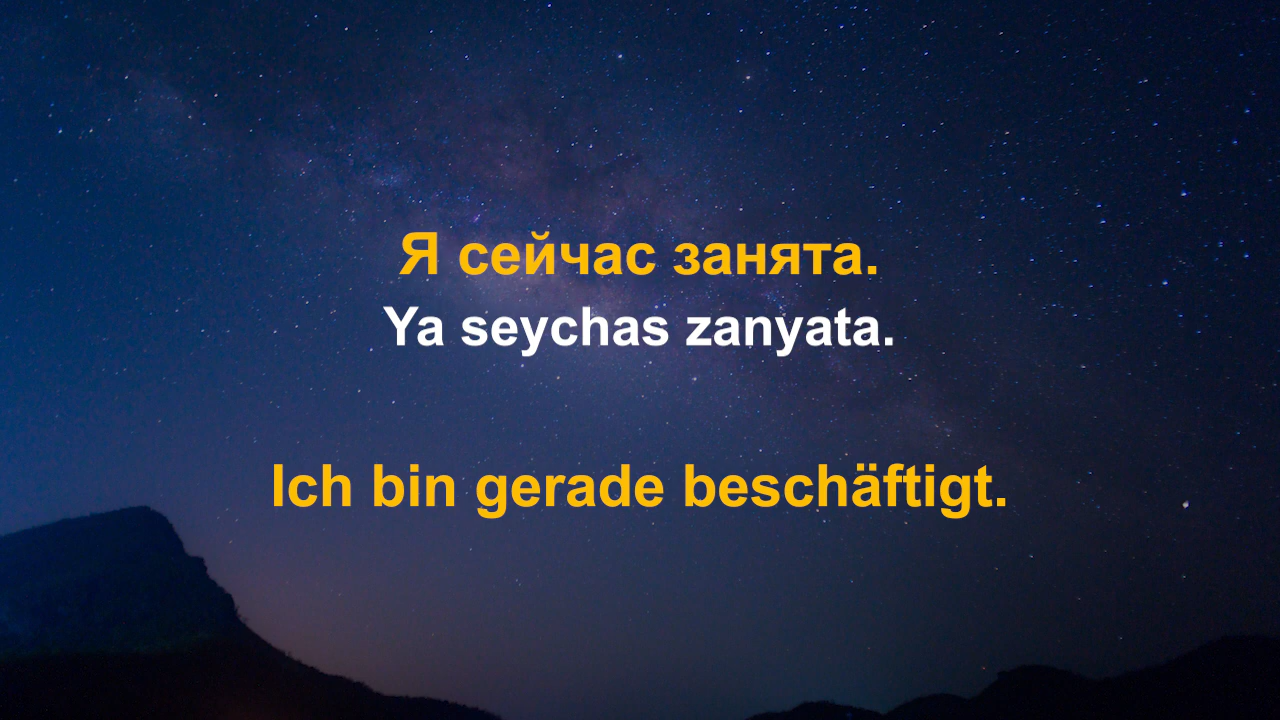 Я сейчас занята.
Ya seychas zanyata.
Ich bin gerade beschäftigt.